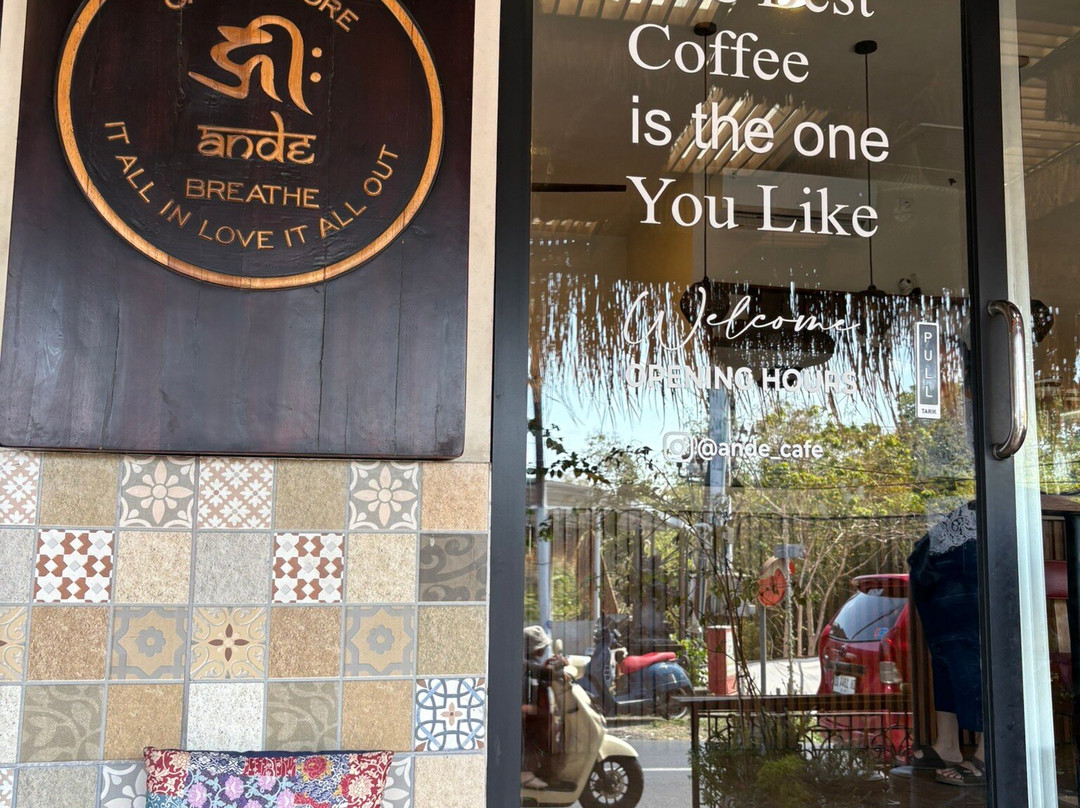 ande
BREATHE
IT ALL IN LOVE IT ALL OUT
Best
Coffee
is the one
You Like
Welcome
OPENING HOURS
PULL
TARIK
@ande_cafe